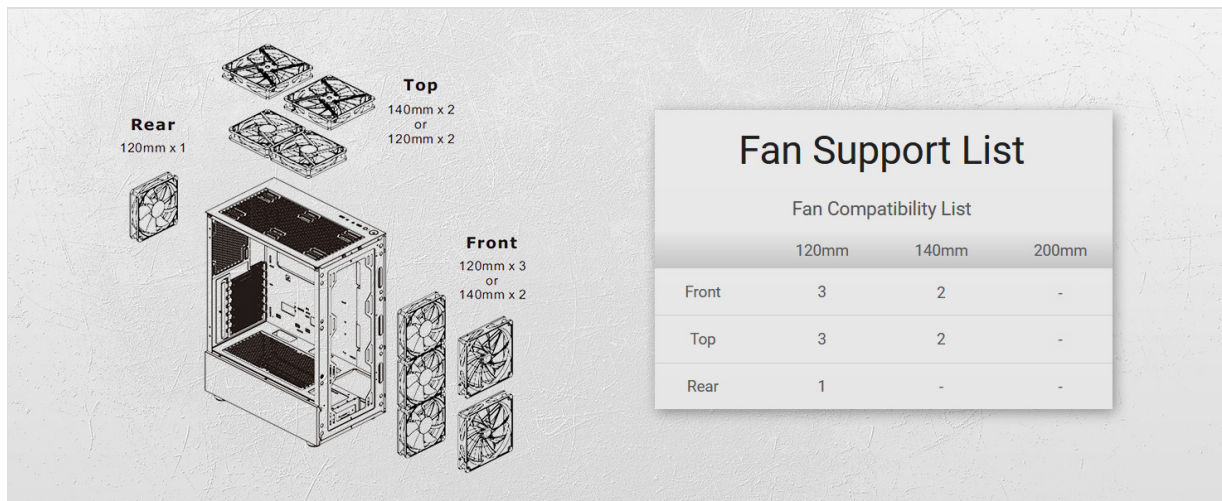 Top
140mm x 2
or
120mm x 2
Rear
120mm x 1
Front
120mm x 3
or
140mm x 2
Fan Support List
Fan Compatibility List
120mm 140mm 200mm
Front 3 2 -
Top 3 2 -
Rear 1 - -